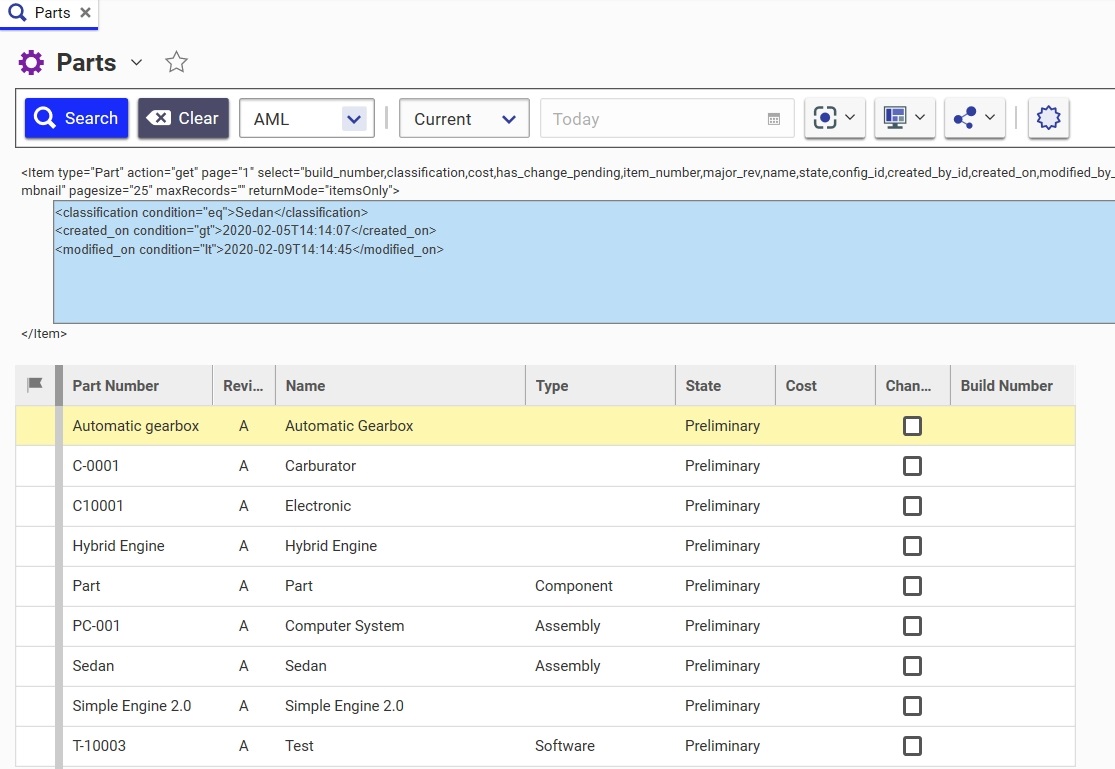 Parts
Parts
Search Clear AML Current Today
<Item type="Part" action="get" page="1" select="build_number,classification,cost,has_change_pending,item_number,major_rev,name,state,config_id,created_by_id,created_on,modified_by_
mbnail" pagesize="25" maxRecords="" returnMode="itemsOnly">
<classification condition="eq">Sedan</classification>
<created_on condition="gt">2020-02-05T14:14:07</created_on>
<modified_on condition="lt">2020-02-09T14:14:45</modified_on>
</Item>
Part Number Revi... Name Type State Cost Chan... Build Number
Automatic gearbox A Automatic Gearbox Preliminary
C-0001 A Carburator Preliminary
C10001 A Electronic Preliminary
Hybrid Engine A Hybrid Engine Preliminary
Part A Part Component Preliminary
PC-001 A Computer System Assembly Preliminary
Sedan A Sedan Assembly Preliminary
Simple Engine 2.0 A Simple Engine 2.0 Preliminary
T-10003 A Test Software Preliminary